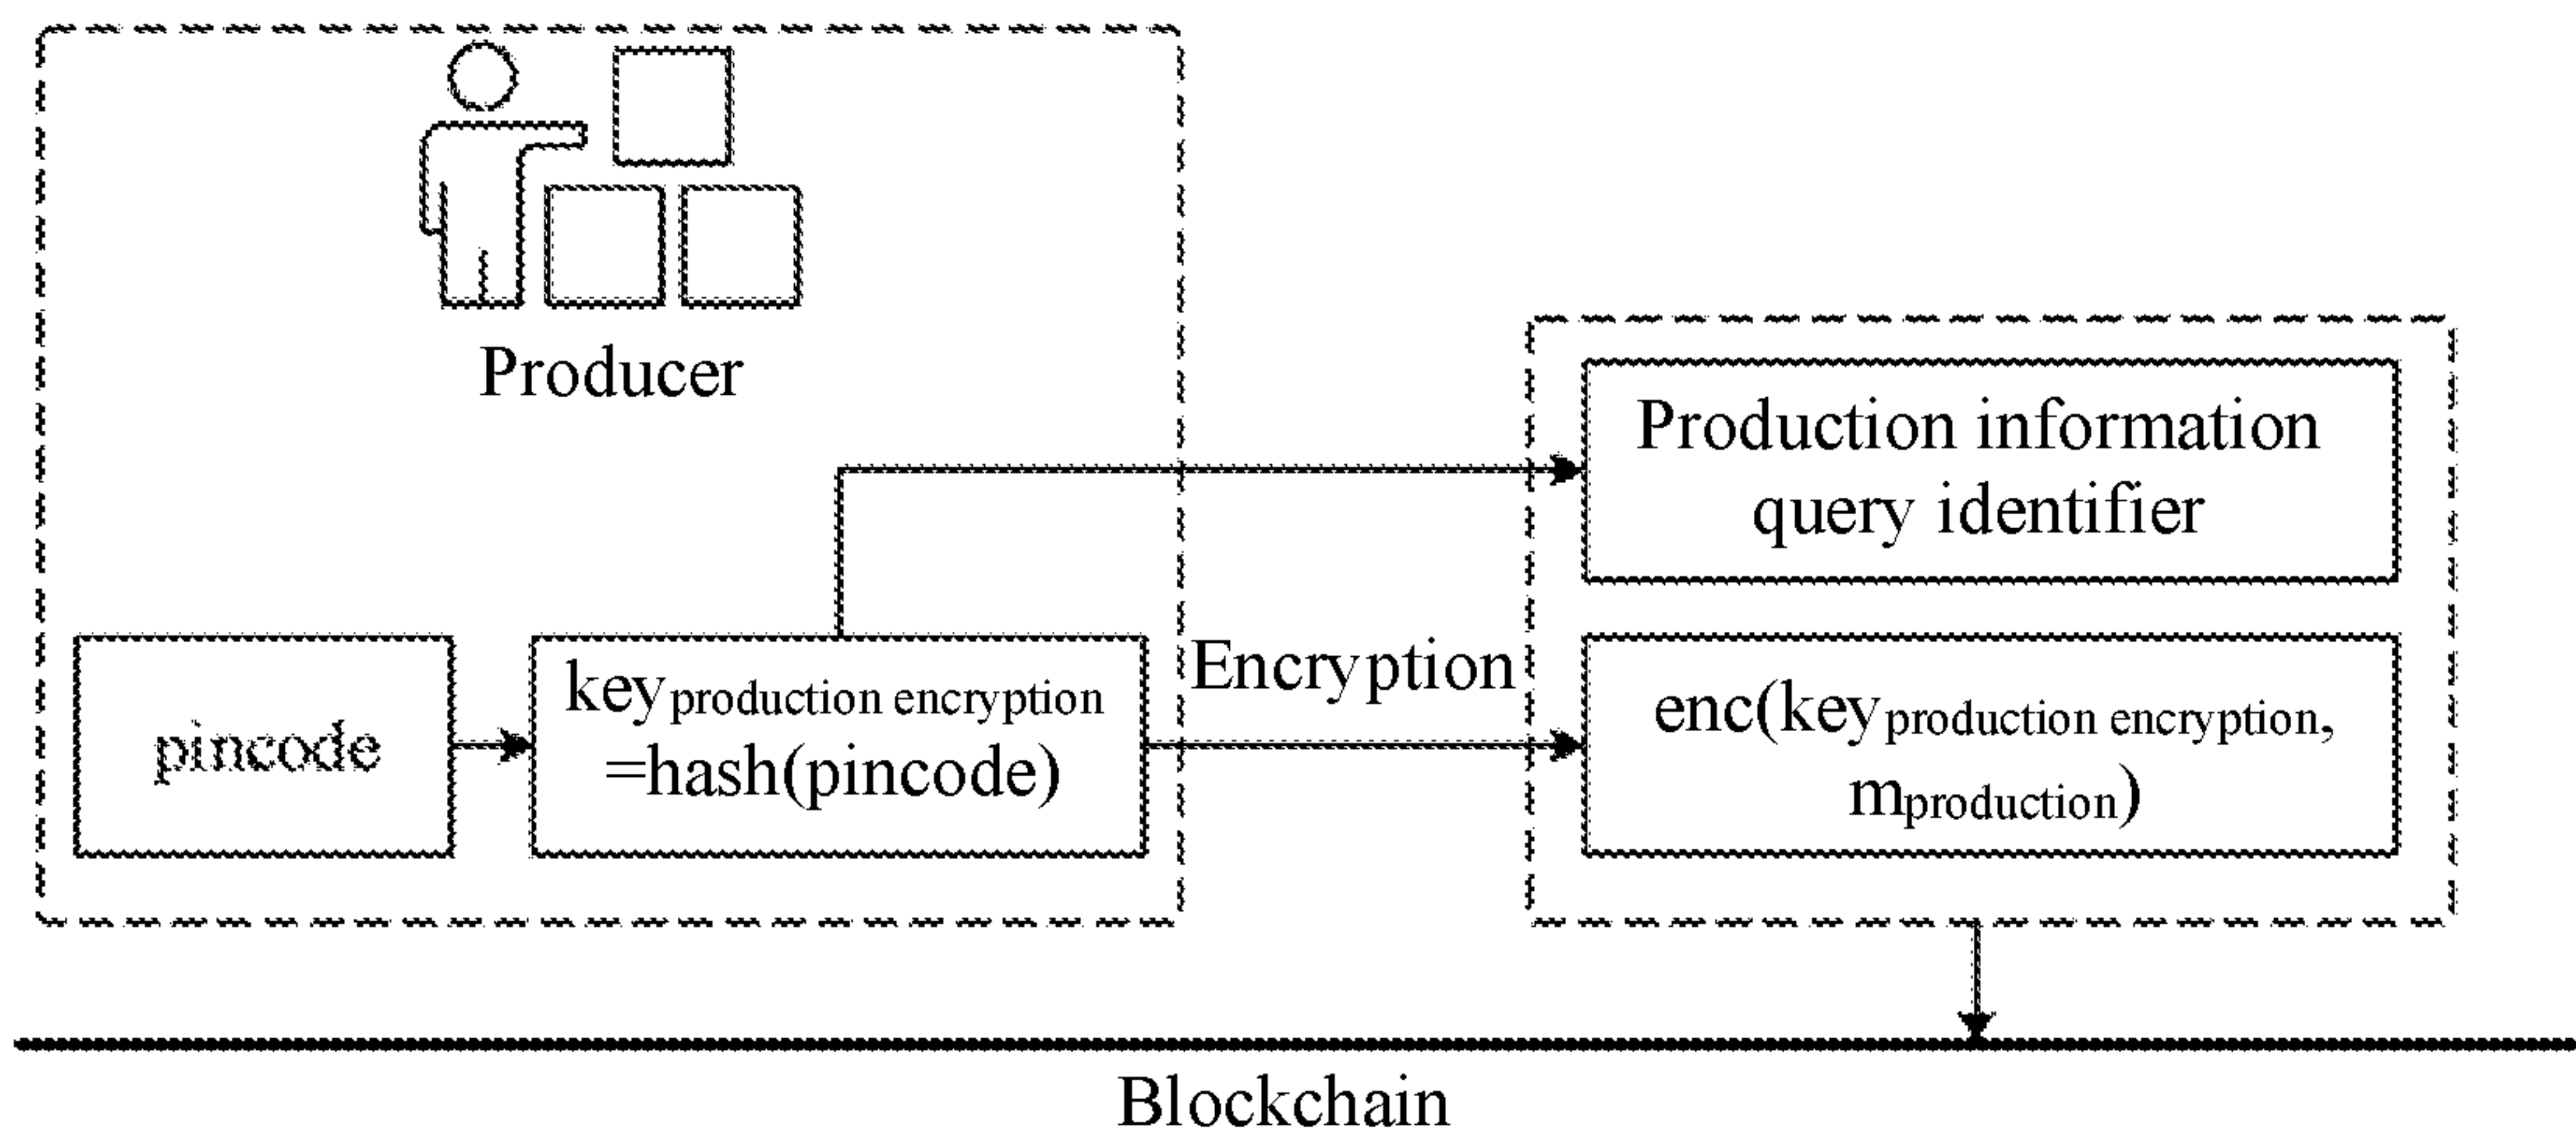 Producer
Production information
query identifier
Encryption
pincode
keyproduction encryption
=hash(pincode)
enc(keyproduction encryption,
mproduction)
Blockchain